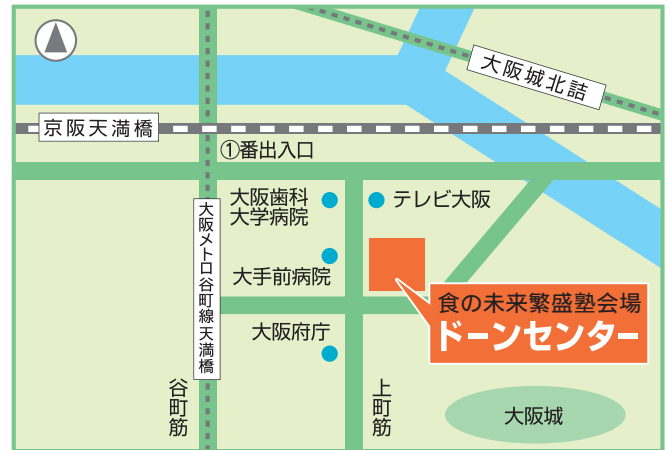 大阪城北詰
京阪天満橋
①番出入口
大阪歯科
大学病院
テレビ大阪
大阪メトロ谷町線天満橋
大手前病院
食の未来繁盛塾会場
ドーンセンター
大阪府庁
谷町筋
上町筋
大阪城